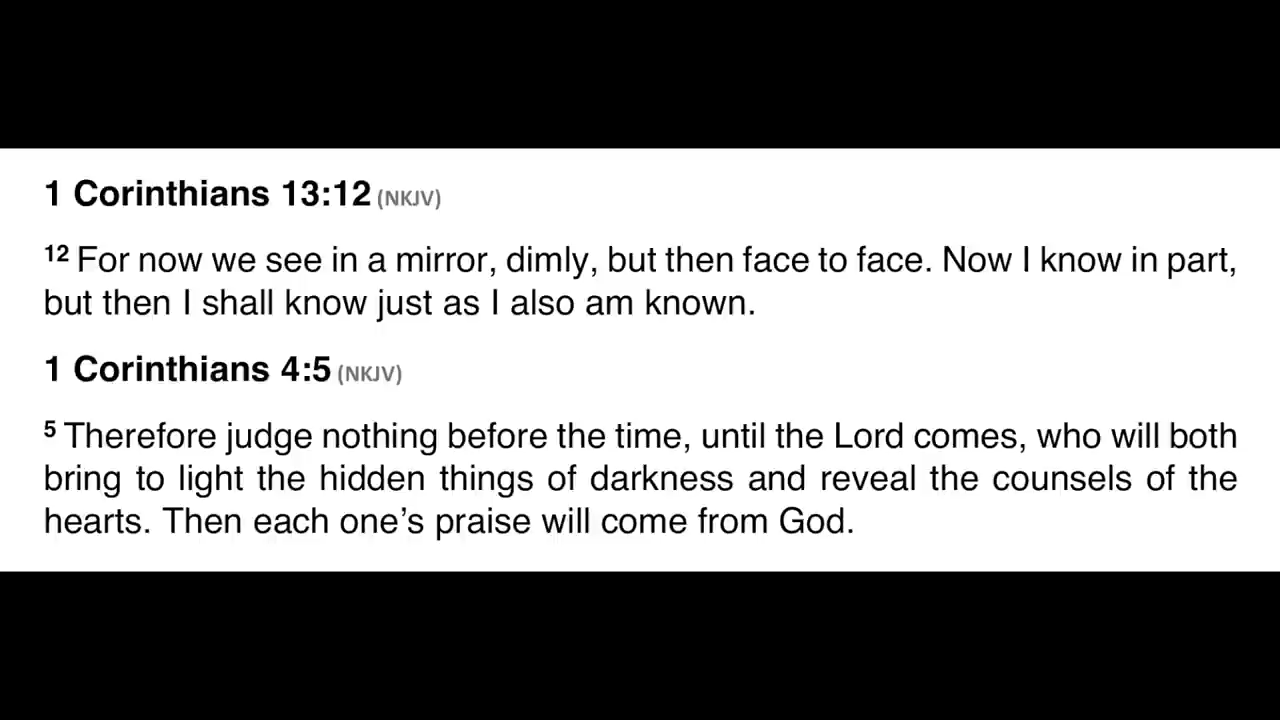 1 Corinthians 13:12 (NKJV)
12 For now we see in a mirror, dimly, but then face to face. Now I know in part,
but then I shall know just as I also am known.
1 Corinthians 4:5 (NKJV)
5 Therefore judge nothing before the time, until the Lord comes, who will both
bring to light the hidden things of darkness and reveal the counsels of the
hearts. Then each one’s praise will come from God.